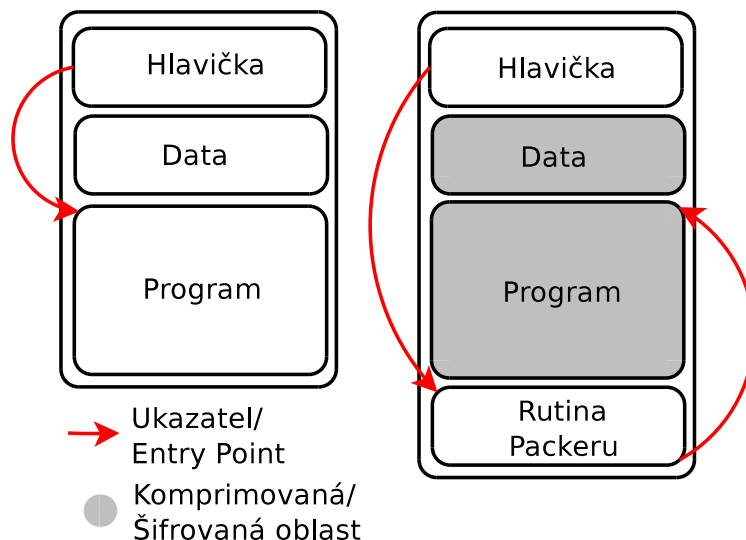 Hlavička
Data
Program
Ukazatel/
Entry Point
Komprimovaná/
Šifrovaná oblast
Hlavička
Data
Program
Rutina
Packeru